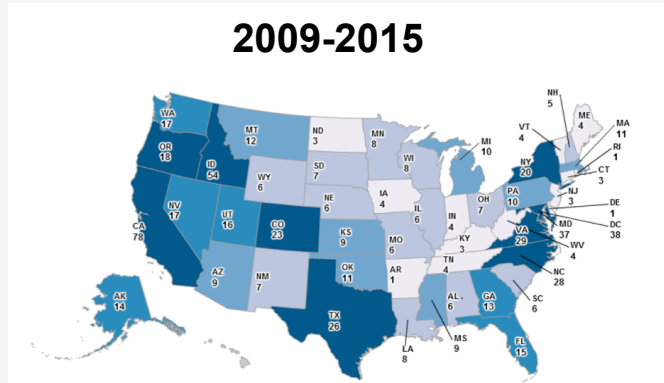 2009-2015
WA
17
OR
18
CA
78
ID
54
NV
17
MT
12
WY
6
UT
16
CO
23
AZ
9
NM
7
ND
3
SD
7
NE
6
KS
9
OK
11
TX
26
MN
8
IA
4
MO
6
AR
1
LA
8
WI
8
IL
6
MI
10
IN
4
OH
7
KY
3
TN
4
MS
9
AL
6
GA
13
FL
15
SC
6
NC
28
VA
29
WV
4
PA
10
NY
20
VT
4
NH
5
ME
4
MA
11
RI
1
CT
3
NJ
3
DE
1
MD
37
DC
38
AK
14